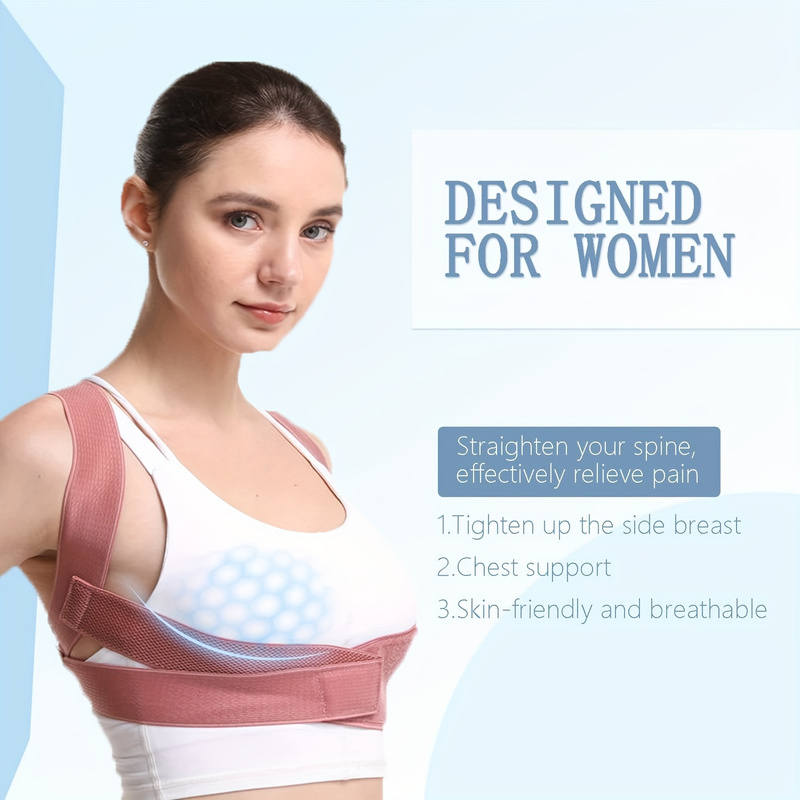 DESIGNED
FOR WOMEN
Straighten your spine,
effectively relieve pain
1.Tighten up the side breast
2.Chest support
3.Skin-friendly and breathable